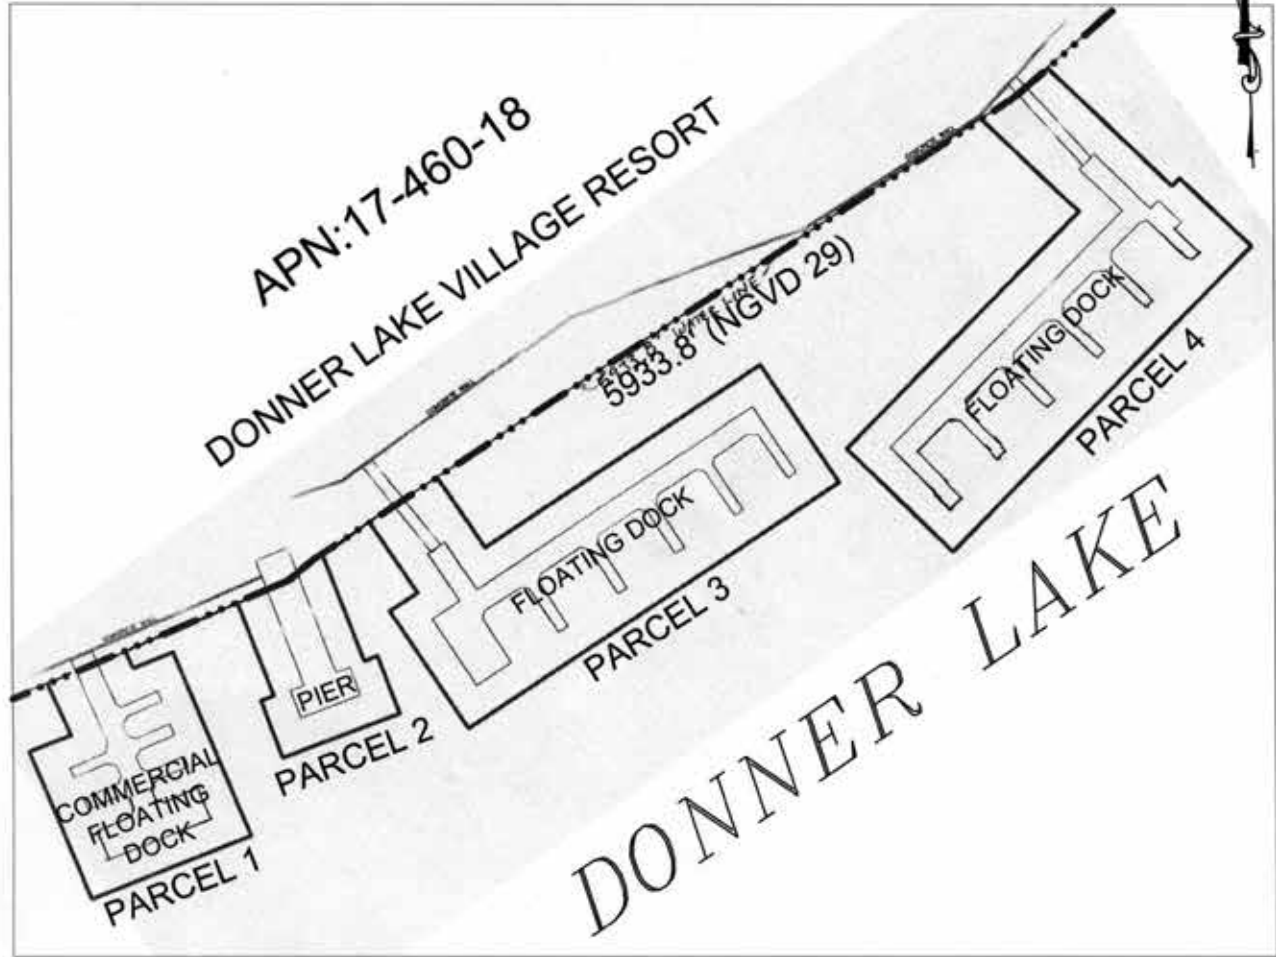 APN:17-460-18
DONNER LAKE VILLAGE RESORT
5933.8' (NGVD 29)
FLOATING DOCK
PARCEL 4
FLOATING DOCK
PARCEL 3
PIER
PARCEL 2
COMMERCIAL
FLOATING
DOCK
PARCEL 1
DONNER LAKE